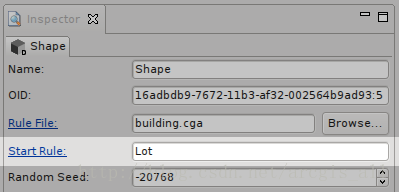 Inspector
Shape
Name: Shape
OID: 16adbdb9-7672-11b3-af32-002564b9ad93:5
Rule File: building.cga Browse...
Start Rule: Lot
Random Seed: -20768